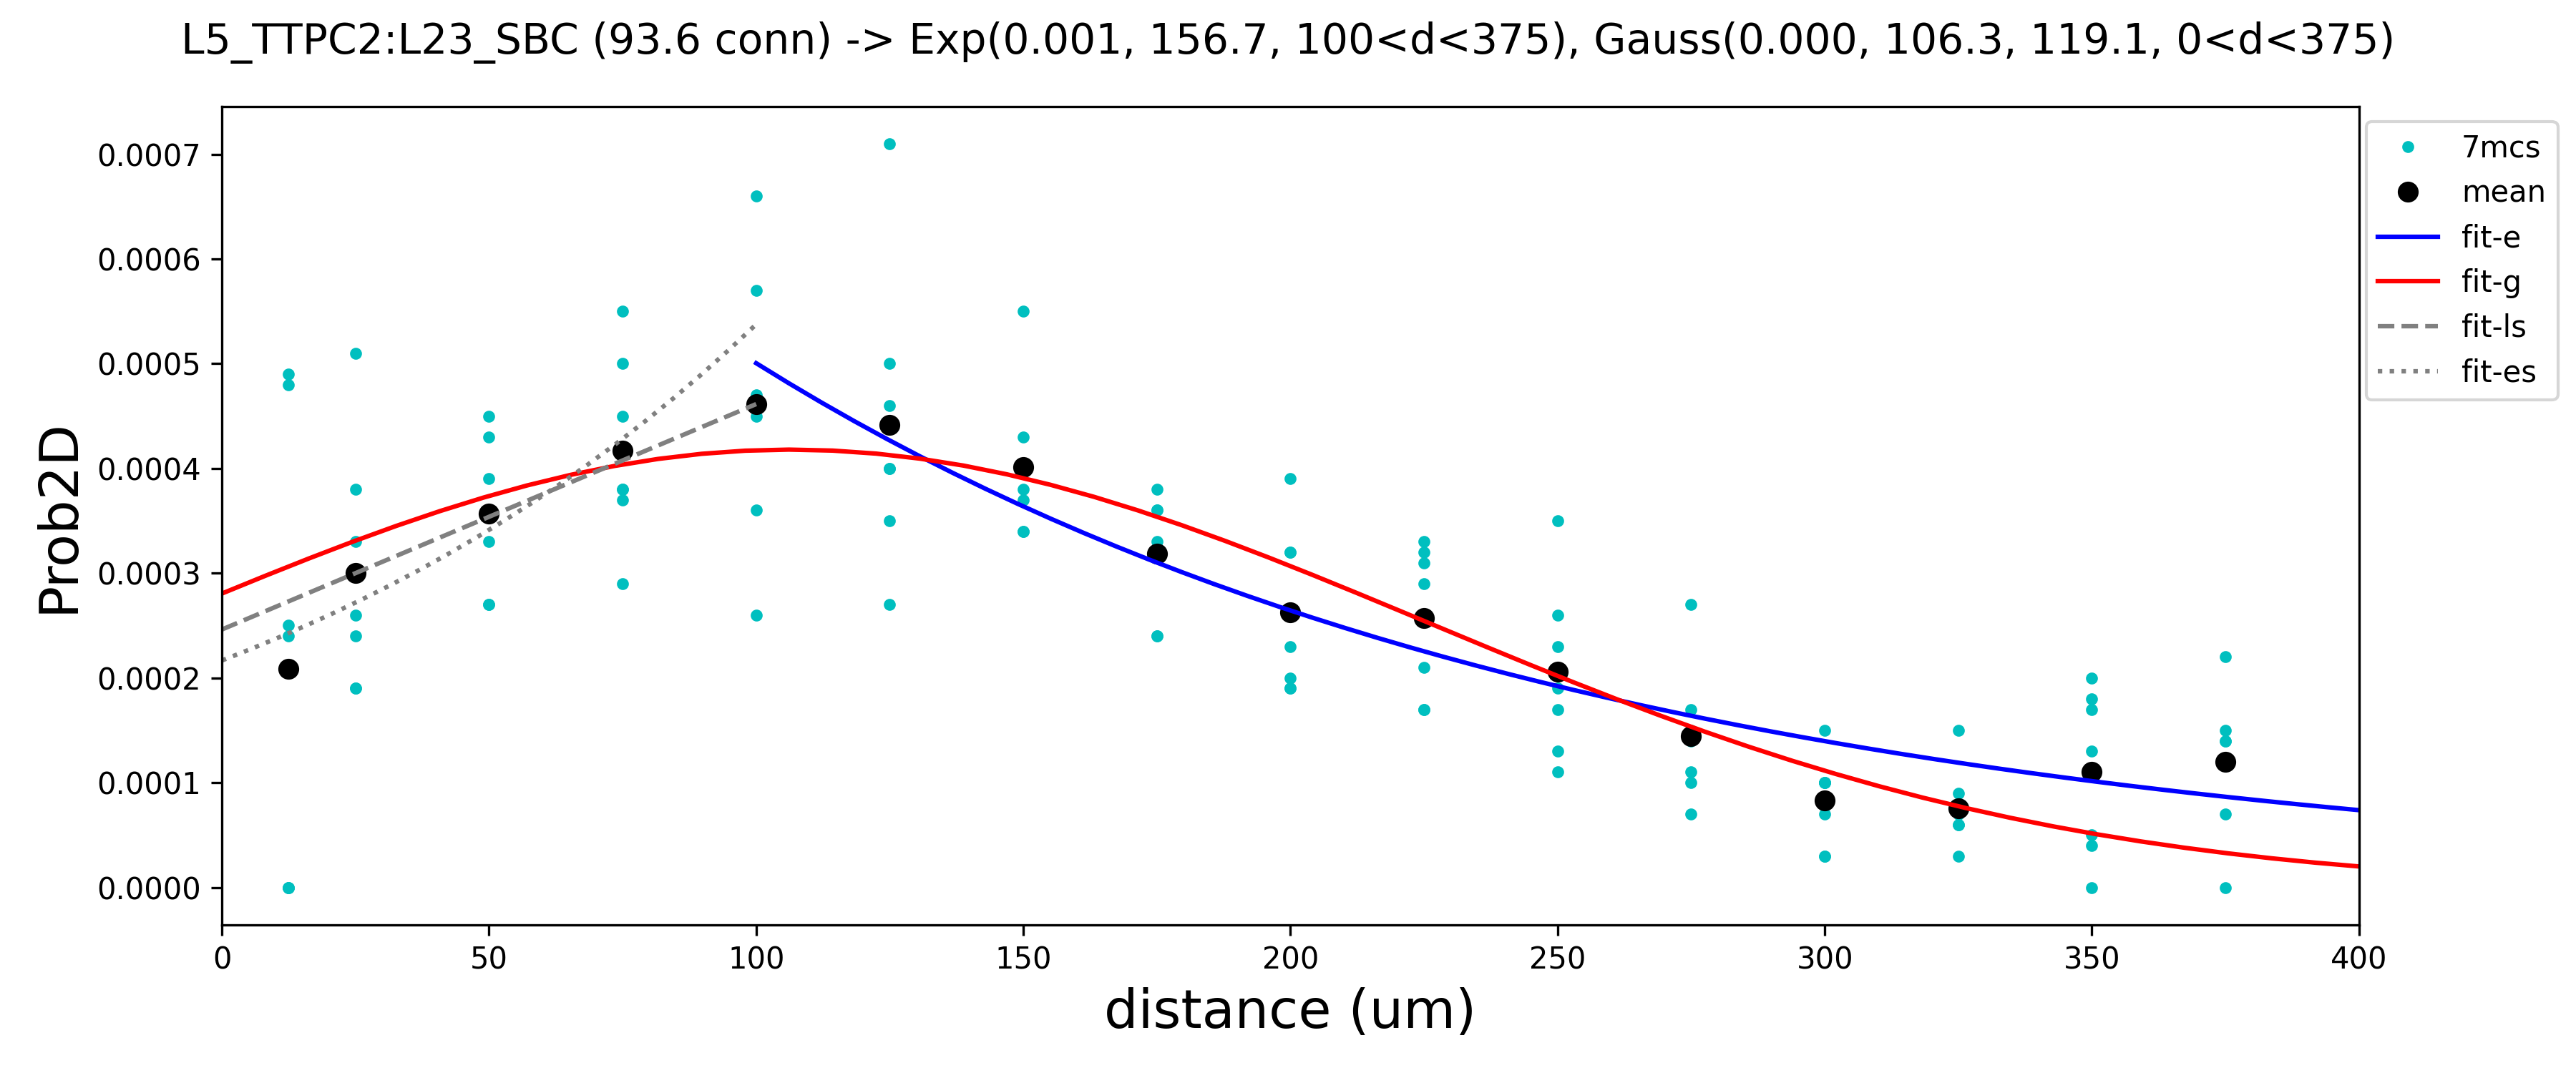 L5_TTPC2:L23_SBC (93.6 conn) -> Exp(0.001, 156.7, 100<d<375), Gauss(0.000, 106.3, 119.1, 0<d<375)
0.0007
0.0006
0.0005
0.0004
0.0003
0.0002
0.0001
0.0000
Prob2D
0 50 100 150 200 250 300 350 400
distance (um)
7mcs
mean
fit-e
fit-g
fit-ls
fit-es